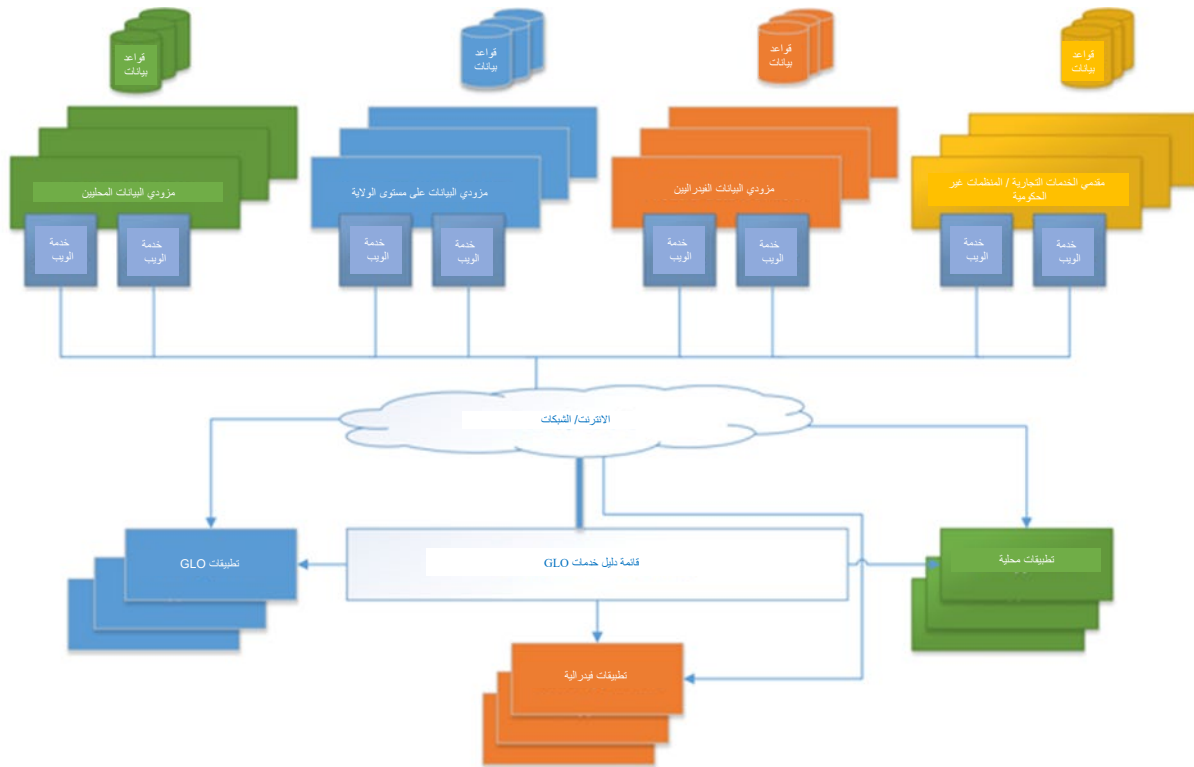 قواعد
بيانات
قواعد
بيانات
قواعد
بيانات
قواعد
بيانات
مزودي البيانات المحليين
مزودي البيانات على مستوى الولاية
مزودي البيانات الفيدراليين
مقدمي الخدمات التجارية / المنظمات غير
الحكومية
خدمة
الويب
خدمة
الويب
خدمة
الويب
خدمة
الويب
خدمة
الويب
خدمة
الويب
خدمة
الويب
خدمة
الويب
الانترنت/ الشبكات
تطبيقات GLO
قائمة دليل خدمات GLO
تطبيقات محلية
تطبيقات فيدرالية